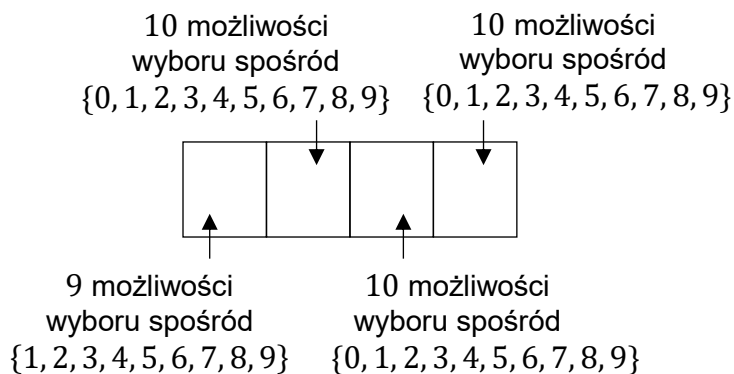 10 możliwości
wyboru spośród
{0, 1, 2, 3, 4, 5, 6, 7, 8, 9}
10 możliwości
wyboru spośród
{0, 1, 2, 3, 4, 5, 6, 7, 8, 9}
9 możliwości
wyboru spośród
{1, 2, 3, 4, 5, 6, 7, 8, 9}
10 możliwości
wyboru spośród
{0, 1, 2, 3, 4, 5, 6, 7, 8, 9}